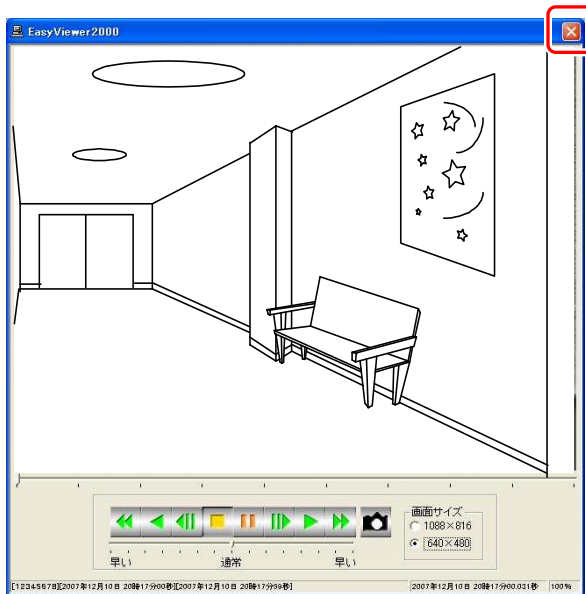 EasyViewer2000
画面サイズ
1088×816
640×480
早い 通常 早い
[12345678][2007年12月10日 20時17分00秒][2007年12月10日 20時17分59秒] 2007年12月10日 20時17分00.031秒 100%